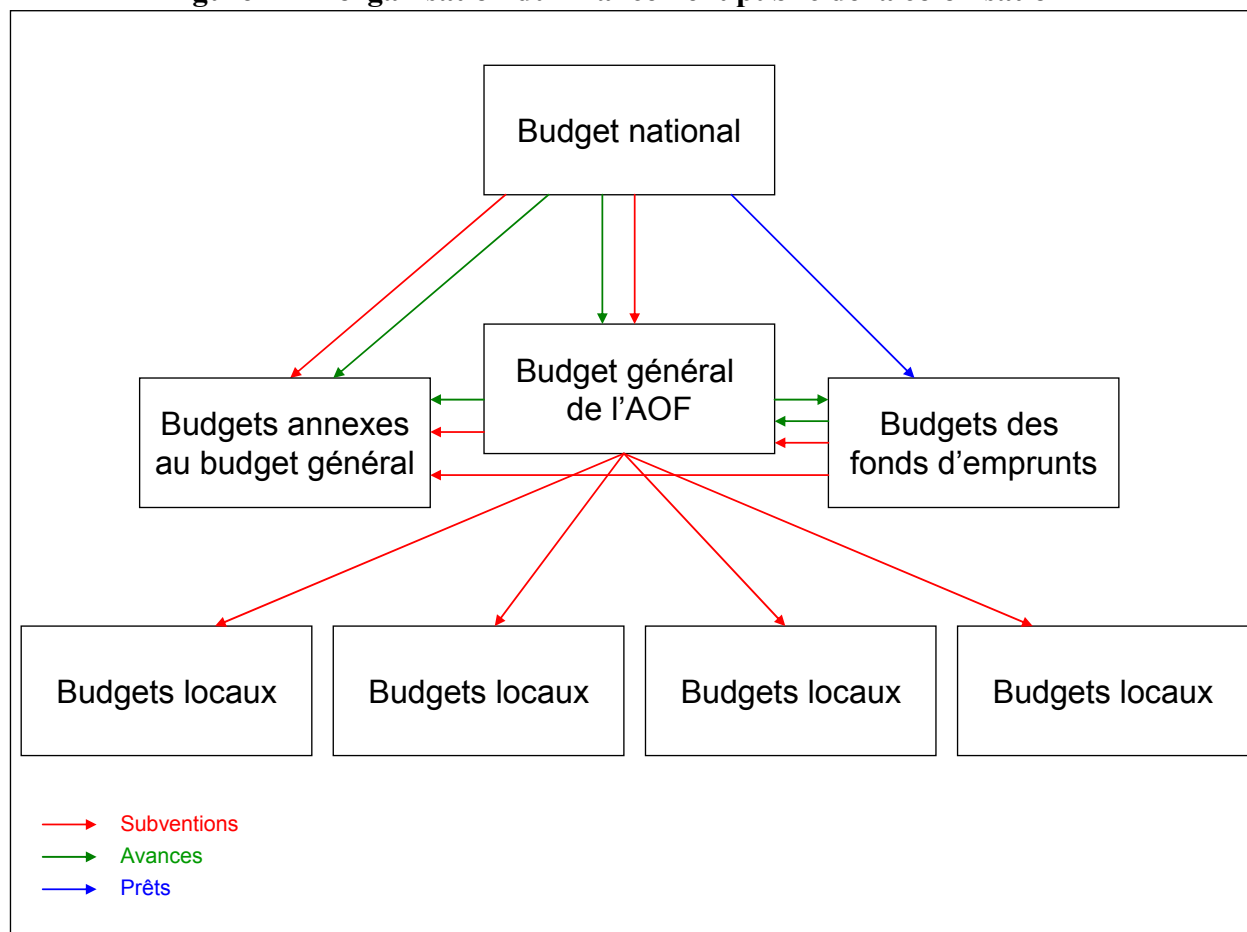 Budget national
Budget général
de l'AOF
Budgets annexes
au budget général
Budgets des
fonds d'emprunts
Budgets locaux
Budgets locaux
Budgets locaux
Budgets locaux
Subventions
Avances
Prêts